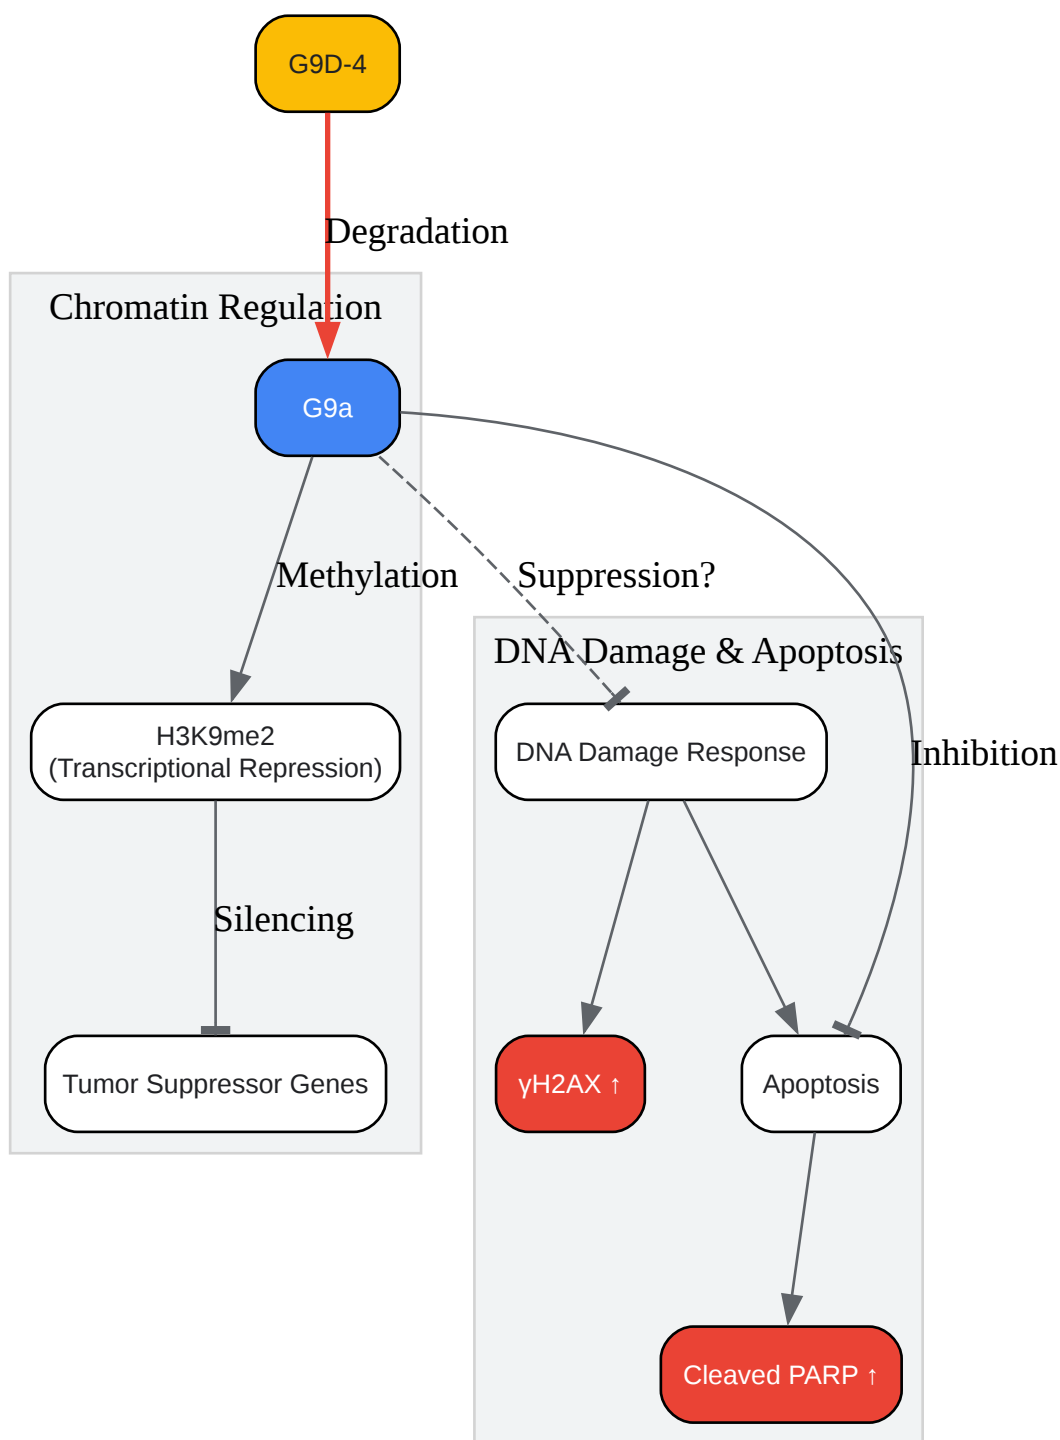 G9D-4
Degradation
Chromatin Regulation
G9a
Methylation
Suppression?
DNA Damage & Apoptosis
H3K9me2
(Transcriptional Repression)
DNA Damage Response
Inhibition
Silencing
Tumor Suppressor Genes
γH2AX ↑
Apoptosis
Cleaved PARP ↑